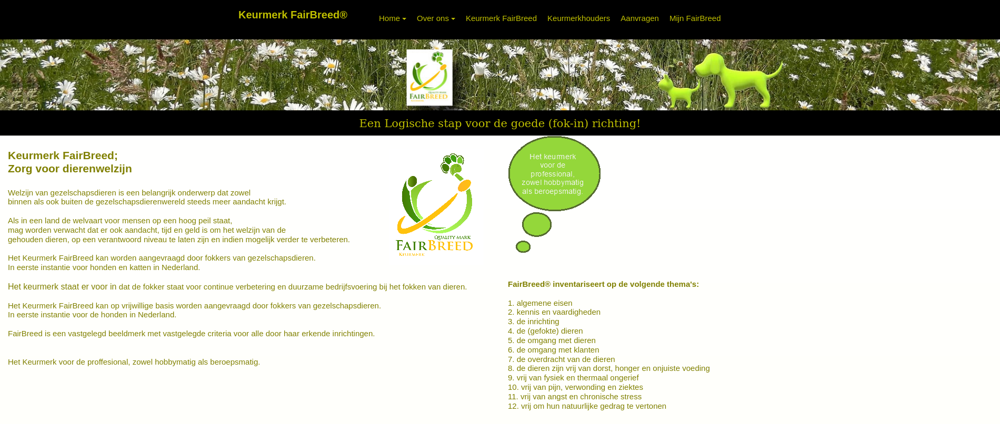 Keurmerk FairBreed®
Home
Over ons
Keurmerk FairBreed
Keurmerkhouders
Aanvragen
Mijn FairBreed
QUALITY MARK
FAIRBREED
Een Logische stap voor de goede (fok-in) richting!
Keurmerk FairBreed;
Zorg voor dierenwelzijn
Welzijn van gezelschapsdieren is een belangrijk onderwerp dat zowel
binnen als ook buiten de gezelschapsdierenwereld steeds meer aandacht krijgt.
Als in een land de welvaart voor mensen op een hoog peil staat,
mag worden verwacht dat er ook aandacht, tijd en geld is om het welzijn van de
gehouden dieren, op een verantwoord niveau te laten zijn en indien mogelijk verder te verbeteren.
Het Keurmerk FairBreed kan worden aangevraagd door fokkers van gezelschapsdieren.
In eerste instantie voor honden en katten in Nederland.
Het keurmerk staat er voor in dat de fokker staat voor continue verbetering en duurzame bedrijfsvoering bij het fokken van dieren.
Het Keurmerk FairBreed kan op vrijwillige basis worden aangevraagd door fokkers van gezelschapsdieren.
In eerste instantie voor de honden in Nederland.
FairBreed is een vastgelegd beeldmerk met vastgelegde criteria voor alle door haar erkende inrichtingen.
Het Keurmerk voor de proffesional, zowel hobbymatig als beroepsmatig.
QUALITY MARK
FAIRBREED
KEURMERK
Het keurmerk
voor de
professional,
zowel hobbymatig
als beroepsmatig.
FairBreed® inventariseert op de volgende thema's:
1. algemene eisen
2. kennis en vaardigheden
3. de inrichting
4. de (gefokte) dieren
5. de omgang met dieren
6. de omgang met klanten
7. de overdracht van de dieren
8. de dieren zijn vrij van dorst, honger en onjuiste voeding
9. vrij van fysiek en thermaal ongerief
10. vrij van pijn, verwonding en ziektes
11. vrij van angst en chronische stress
12. vrij om hun natuurlijke gedrag te vertonen